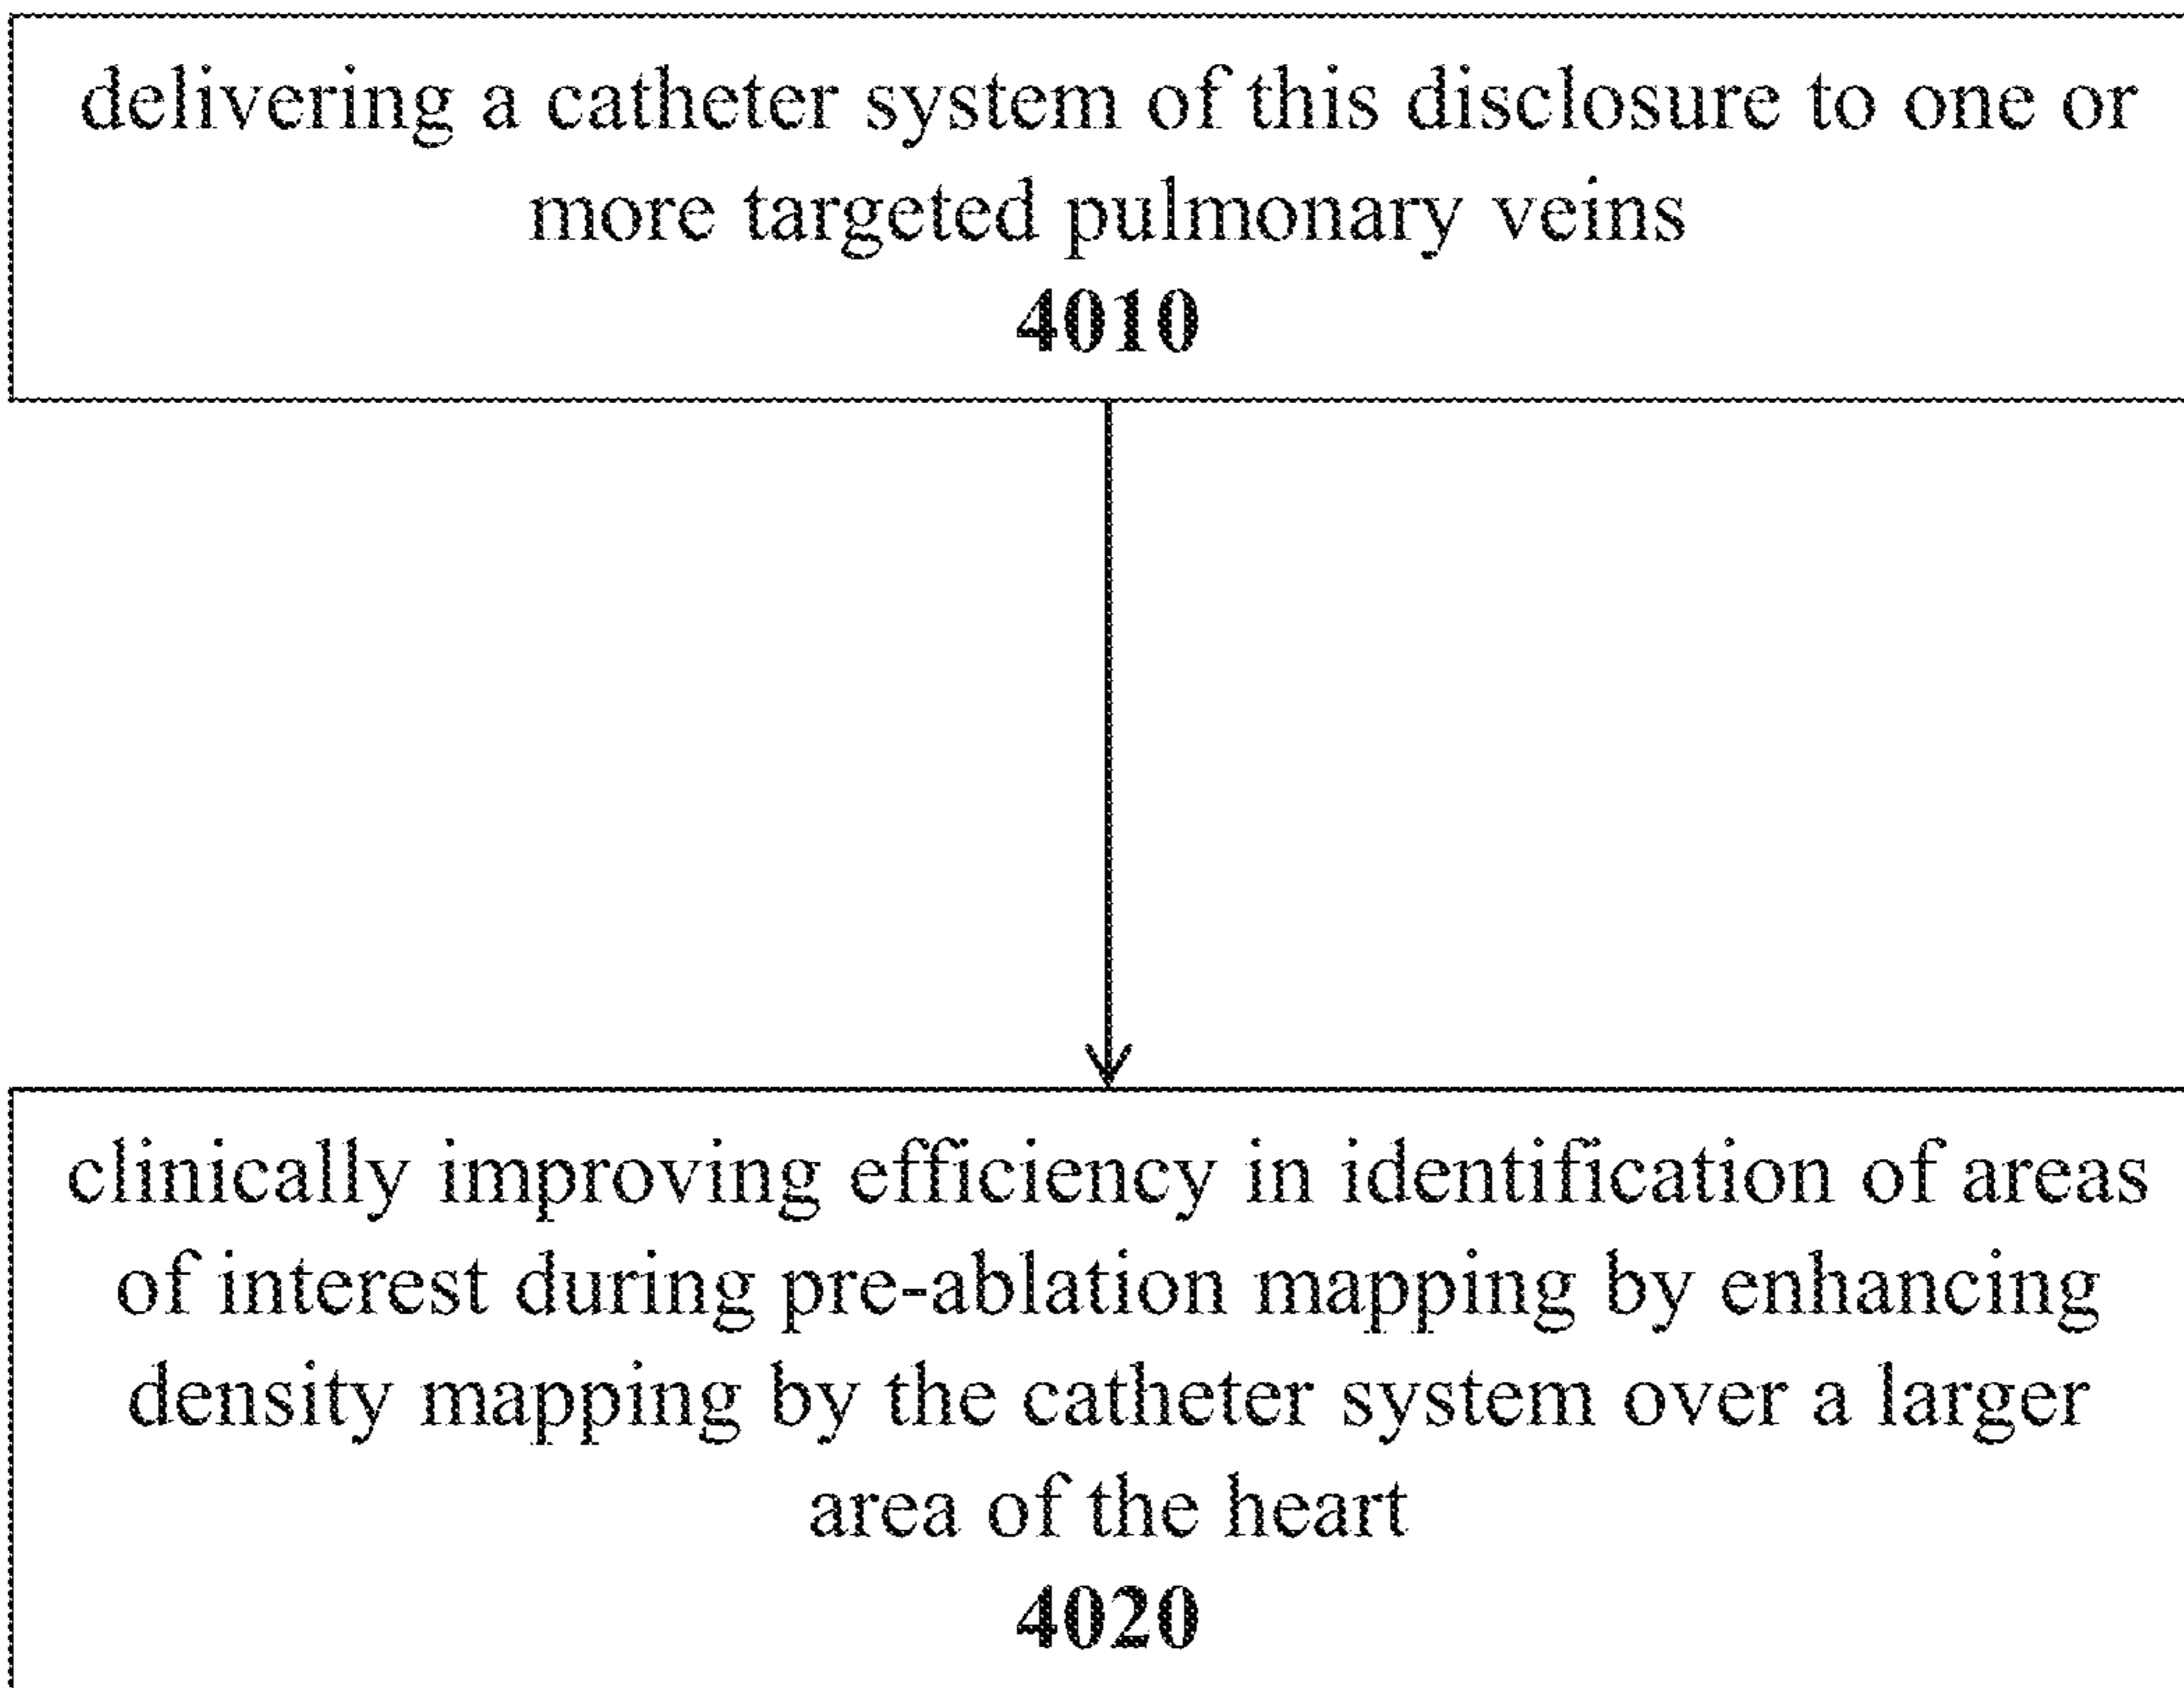 delivering a catheter system of this disclosure to one or
more targeted pulmonary veins
4010
clinically improving efficiency in identification of areas
of interest during pre-ablation mapping by enhancing
density mapping by the catheter system over a larger
area of the heart
4020